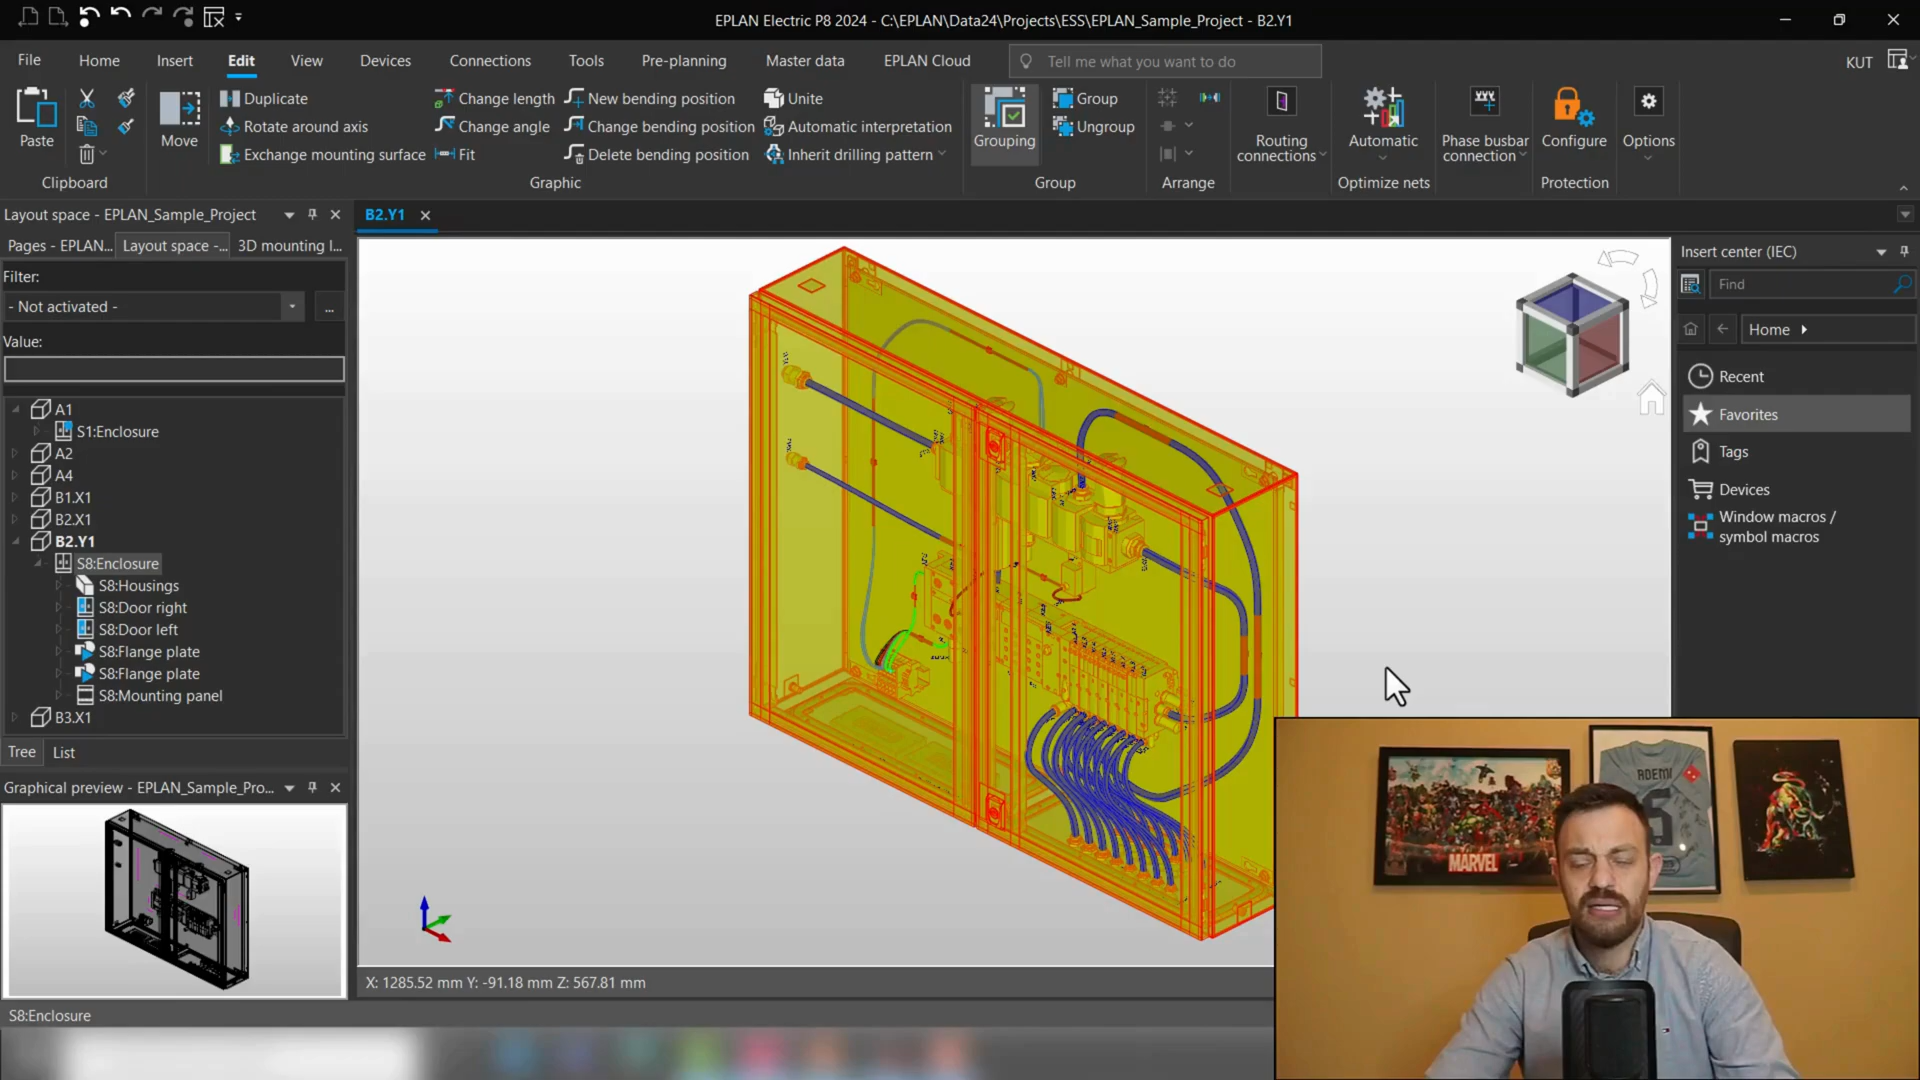 EPLAN Electric P8 2024 - C:\EPLAN\Data24\Projects\ESS\EPLAN_Sample_Project - B2.Y1
File Home Insert Edit View Devices Connections Tools Pre-planning Master data EPLAN Cloud
Tell me what you want to do
KUT
Paste
Clipboard
Move
Duplicate
Rotate around axis
Exchange mounting surface
Change length
Change angle
Fit
New bending position
Change bending position
Delete bending position
Unite
Automatic interpretation
Inherit drilling pattern
Graphic
Grouping
Group
Ungroup
Group
Arrange
Routing
connections
Automatic
Optimize nets
Phase busbar
connection
Configure
Protection
Options
Layout space - EPLAN_Sample_Project
Pages - EPLAN... Layout space -... 3D mounting l...
Filter:
- Not activated -
...
Value:
A1
S1:Enclosure
A2
A4
B1.X1
B2.X1
B2.Y1
S8:Enclosure
S8:Housings
S8:Door right
S8:Door left
S8:Flange plate
S8:Flange plate
S8:Mounting panel
B3.X1
Tree List
Graphical preview - EPLAN_Sample_Pro...
S8:Enclosure
B2.Y1
X: 1285.52 mm Y: -91.18 mm Z: 567.81 mm
Insert center (IEC)
Find
Home
Recent
Favorites
Tags
Devices
Window macros /
symbol macros
MARVEL
ADEMI